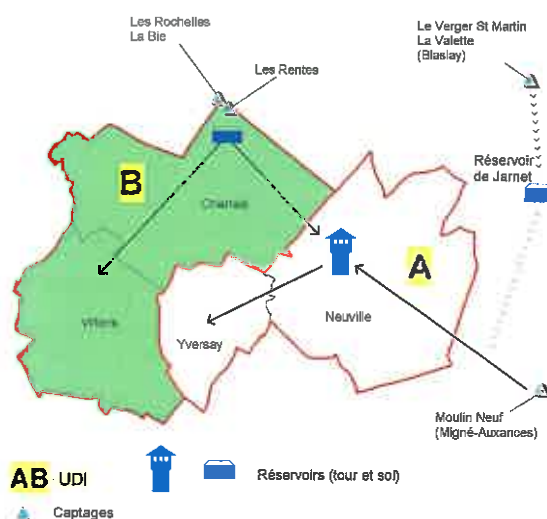 Les Rochelles
La Bie
Les Rentes
Le Verger St Martin
La Valette
(Blaslay)
Réservoir
de Jarnet
B
Charrais
A
Villiers
Yversay
Neuville
Moulin Neuf
(Migné-Auxances)
AB UDI
Réservoirs (tour et sol)
Captages